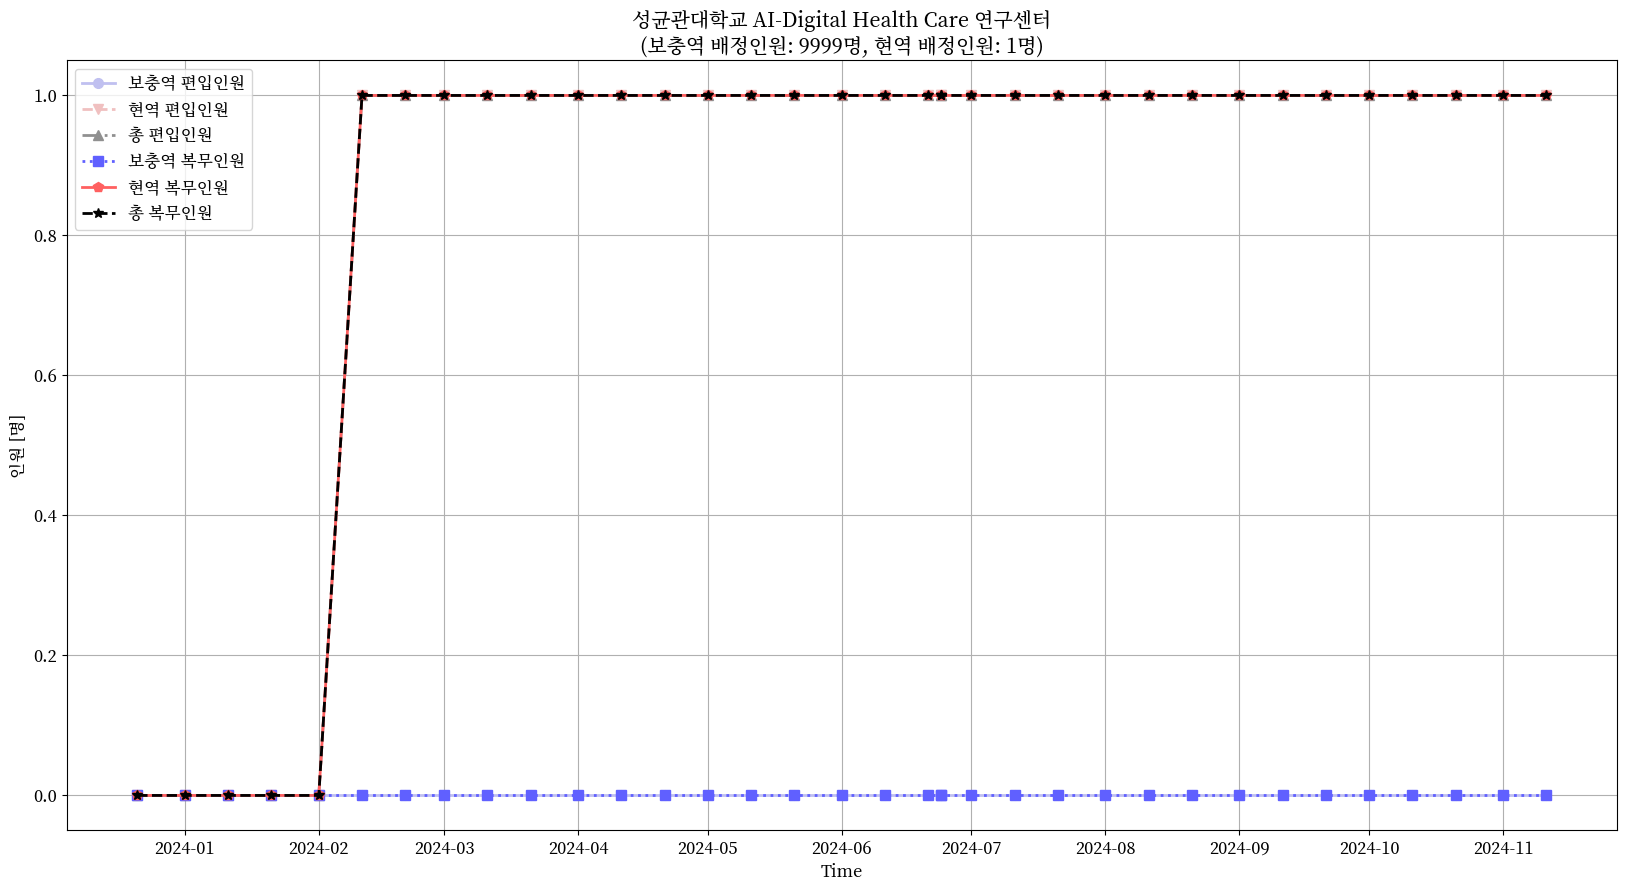 성균관대학교 AI-Digital Health Care 연구센터
(보충역 배정인원: 9999명, 현역 배정인원: 1명)
보충역 편입인원
현역 편입인원
총 편입인원
보충역 복무인원
현역 복무인원
총 복무인원
인원 [명]
1.0
0.8
0.6
0.4
0.2
0.0
2024-01 2024-02 2024-03 2024-04 2024-05 2024-06 2024-07 2024-08 2024-09 2024-10 2024-11
Time